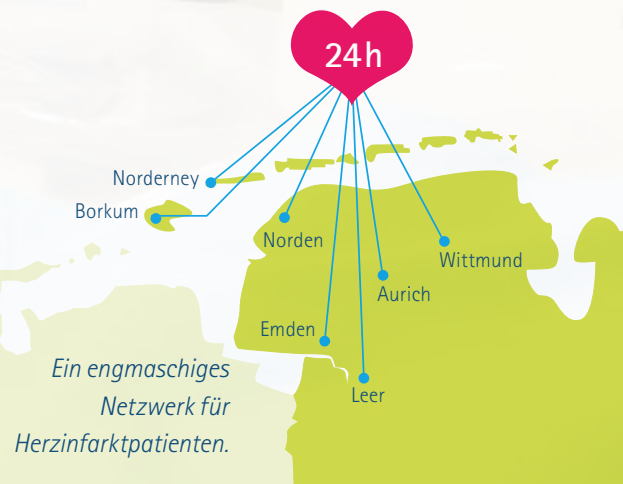 24h
Norderney
Borkum
Norden
Wittmund
Aurich
Emden
Leer
Ein engmaschiges
Netzwerk für
Herzinfarktpatienten.